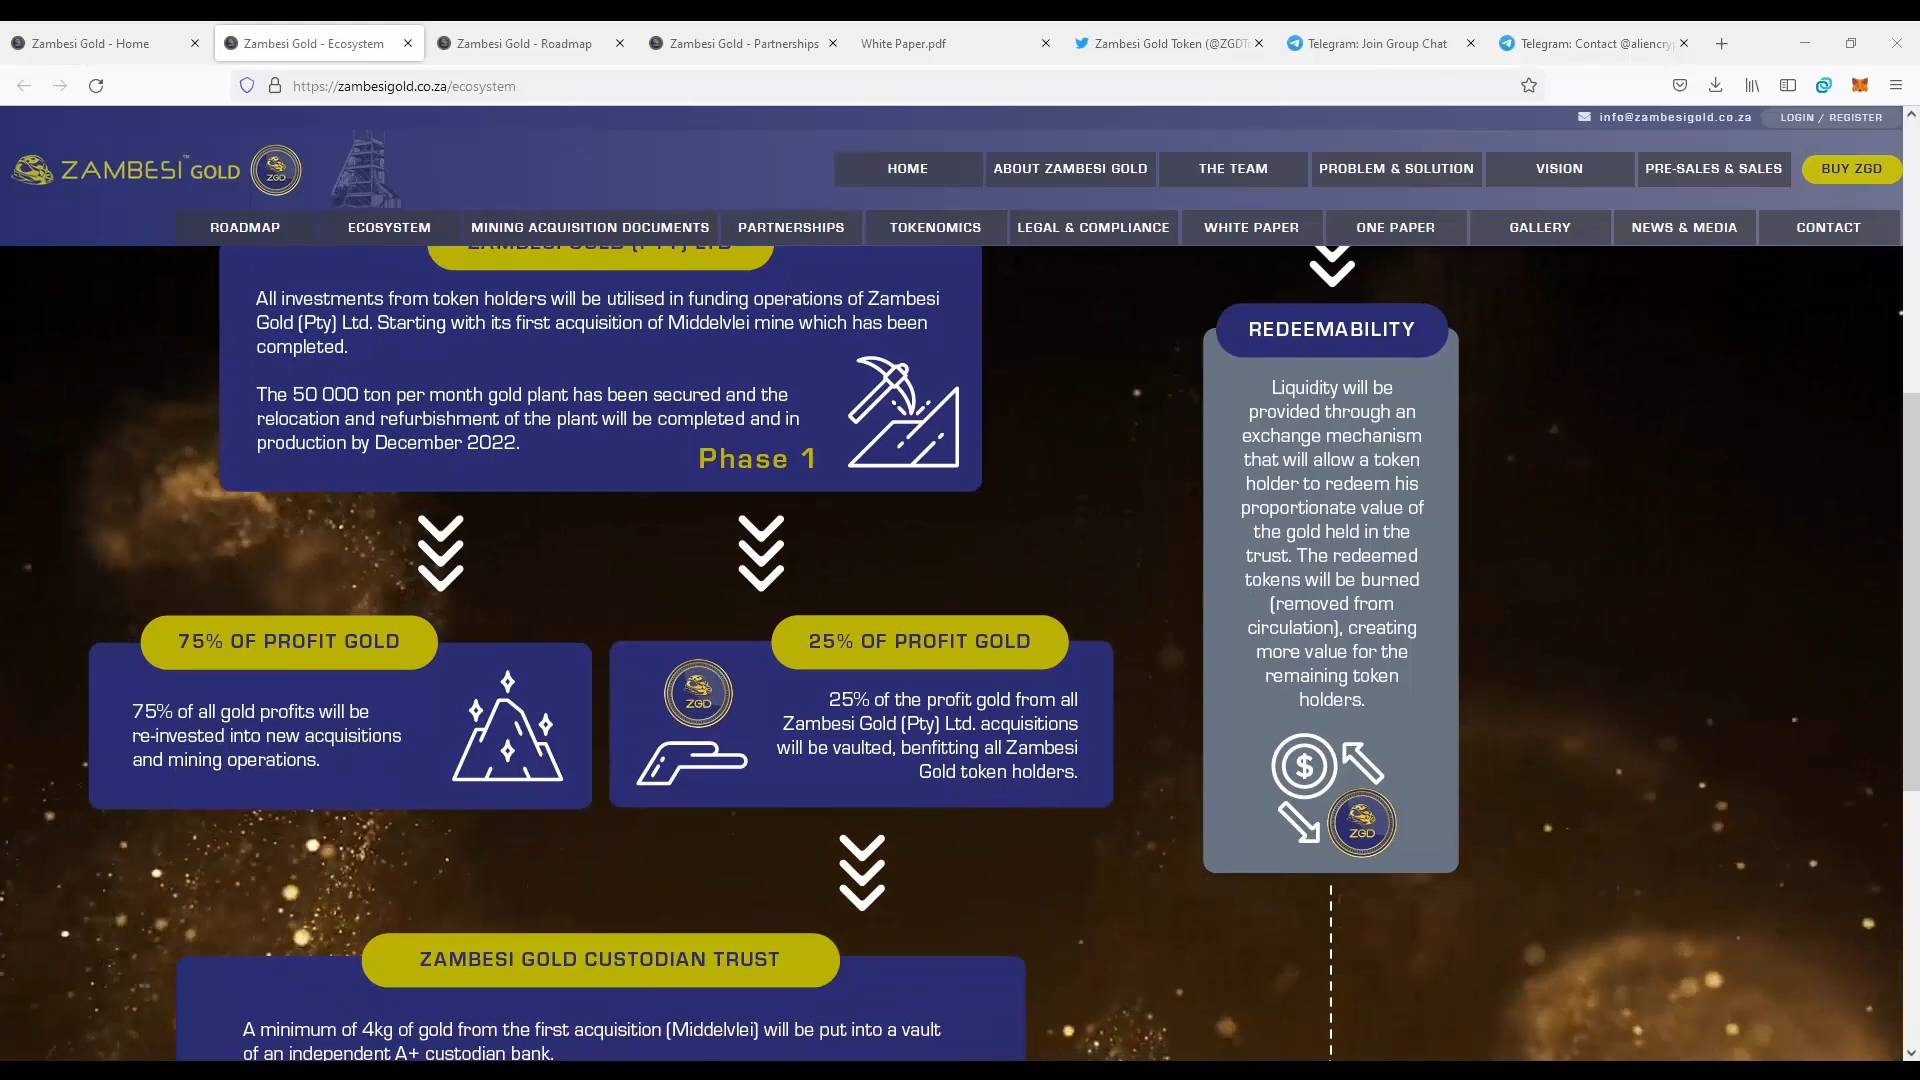 Zambesi Gold - Home
Zambesi Gold - Ecosystem
Zambesi Gold - Roadmap
Zambesi Gold - Partnerships
White Paper.pdf
Zambesi Gold Token (@ZGDT
Telegram: Join Group Chat
Telegram: Contact @aliencry
https://zambesigold.co.za/ecosystem
info@zambesigold.co.za
LOGIN / REGISTER
ZAMBESI™ GOLD
ZGD
HOME
ABOUT ZAMBESI GOLD
THE TEAM
PROBLEM & SOLUTION
VISION
PRE-SALES & SALES
BUY ZGD
ROADMAP
ECOSYSTEM
MINING ACQUISITION DOCUMENTS
PARTNERSHIPS
TOKENOMICS
LEGAL & COMPLIANCE
WHITE PAPER
ONE PAPER
GALLERY
NEWS & MEDIA
CONTACT
ZAMBESI GOLD (PTY) LTD
All investments from token holders will be utilised in funding operations of Zambesi
Gold (Pty) Ltd. Starting with its first acquisition of Middelvlei mine which has been
completed.
The 50 000 ton per month gold plant has been secured and the
relocation and refurbishment of the plant will be completed and in
production by December 2022.
Phase 1
75% OF PROFIT GOLD
75% of all gold profits will be
re-invested into new acquisitions
and mining operations.
25% OF PROFIT GOLD
ZGD
25% of the profit gold from all
Zambesi Gold (Pty) Ltd. acquisitions
will be vaulted, benfitting all Zambesi
Gold token holders.
ZAMBESI GOLD CUSTODIAN TRUST
A minimum of 4kg of gold from the first acquisition (Middelvlei) will be put into a vault
of an independent A+ custodian bank.
REDEEMABILITY
Liquidity will be
provided through an
exchange mechanism
that will allow a token
holder to redeem his
proportionate value of
the gold held in the
trust. The redeemed
tokens will be burned
(removed from
circulation), creating
more value for the
remaining token
holders.
$
ZGD